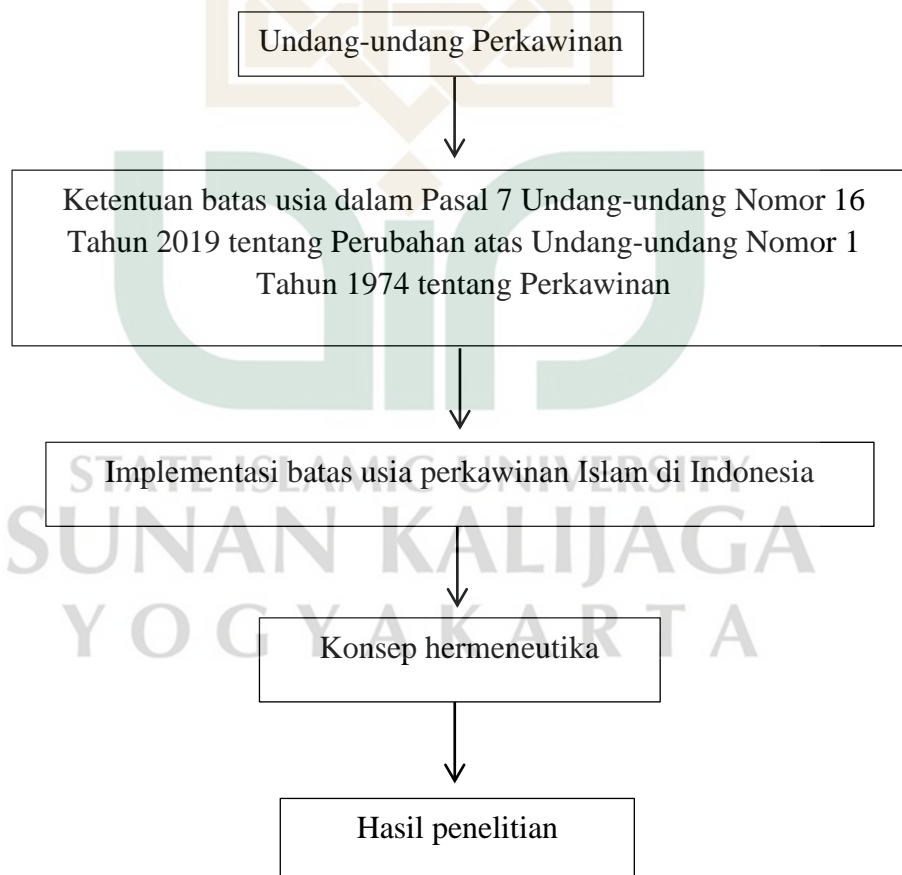 Undang-undang Perkawinan
Ketentuan batas usia dalam Pasal 7 Undang-undang Nomor 16
Tahun 2019 tentang Perubahan atas Undang-undang Nomor 1
Tahun 1974 tentang Perkawinan
Implementasi batas usia perkawinan Islam di Indonesia
STATE ISLAMIC UNIVERSITY
SUNAN KALIJAGA
YOGYAKARTA
Konsep hermeneutika
Hasil penelitian